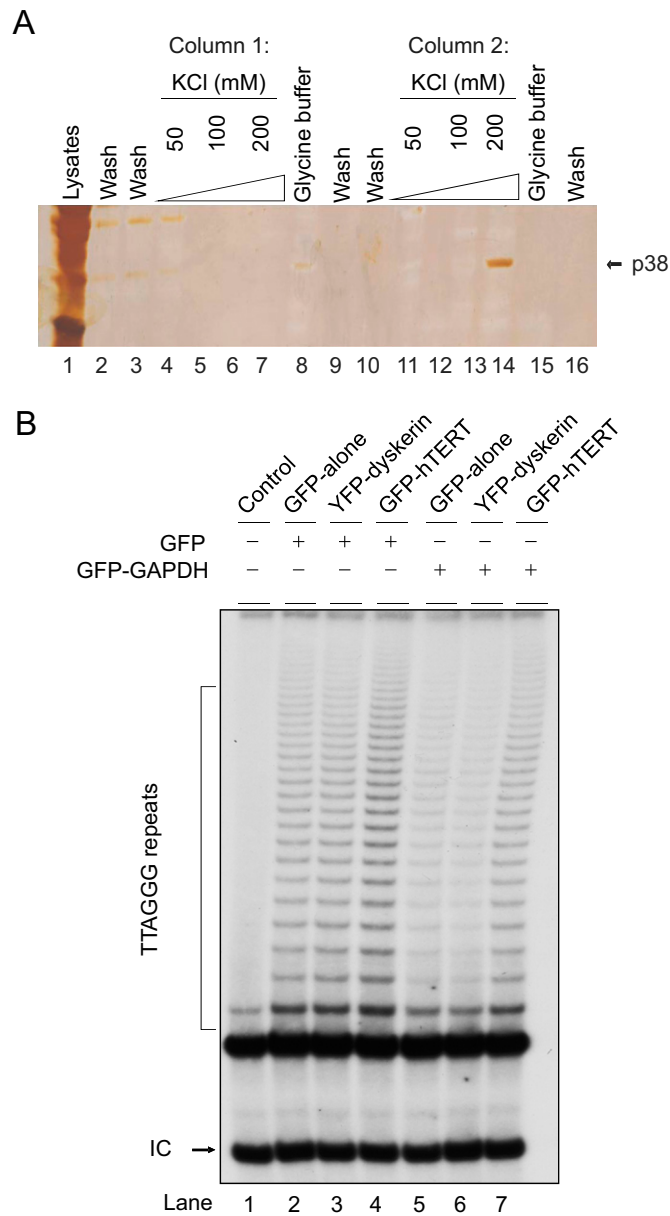 A
Column 1:
Column 2:
KCl (mM)
KCl (mM)
Lysates
Wash
Wash
50
100
200
Glycine buffer
Wash
Wash
50
100
200
Glycine buffer
Wash
p38
1 2 3 4 5 6 7 8 9 10 11 12 13 14 15 16
B
Control
GFP-alone
YFP-dyskerin
GFP-hTERT
GFP-alone
YFP-dyskerin
GFP-hTERT
GFP − + + + − − −
GFP-GAPDH − − − − + + +
TTAGGG repeats
IC
Lane 1 2 3 4 5 6 7